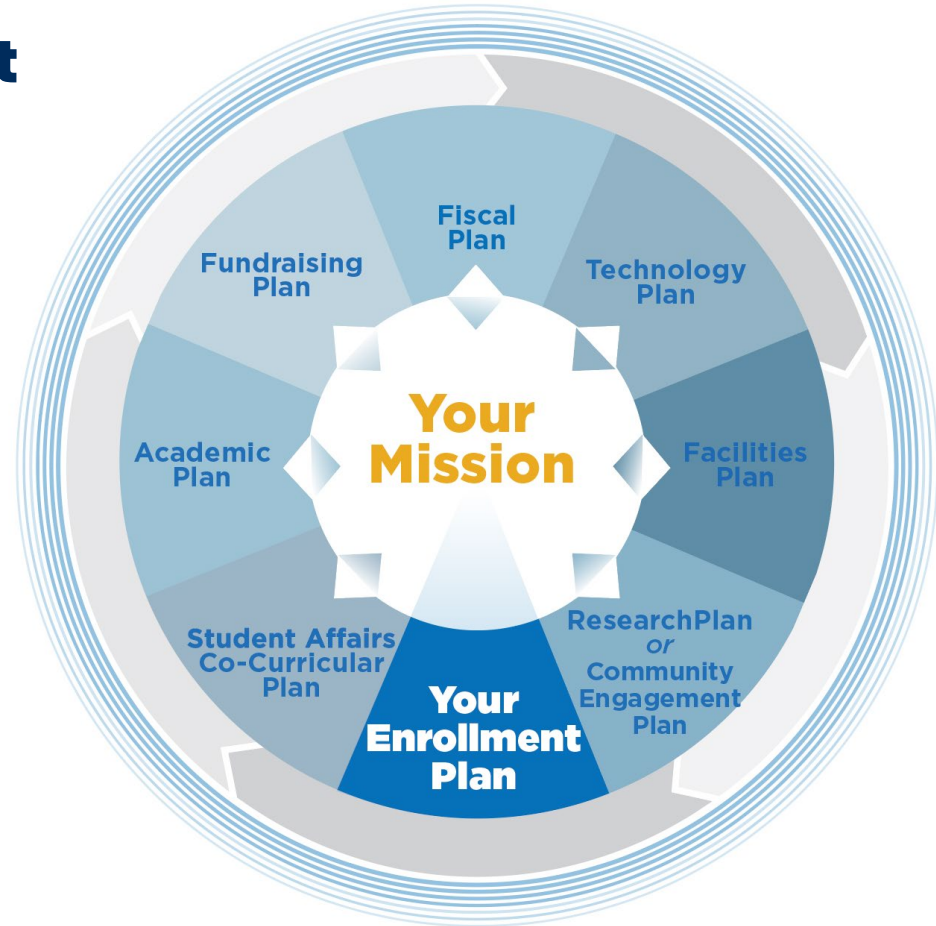 t
Fiscal
Plan
Technology
Plan
Facilities
Plan
ResearchPlan
or
Community
Engagement
Plan
Your
Enrollment
Plan
Student Affairs
Co-Curricular
Plan
Academic
Plan
Fundraising
Plan
Your
Mission